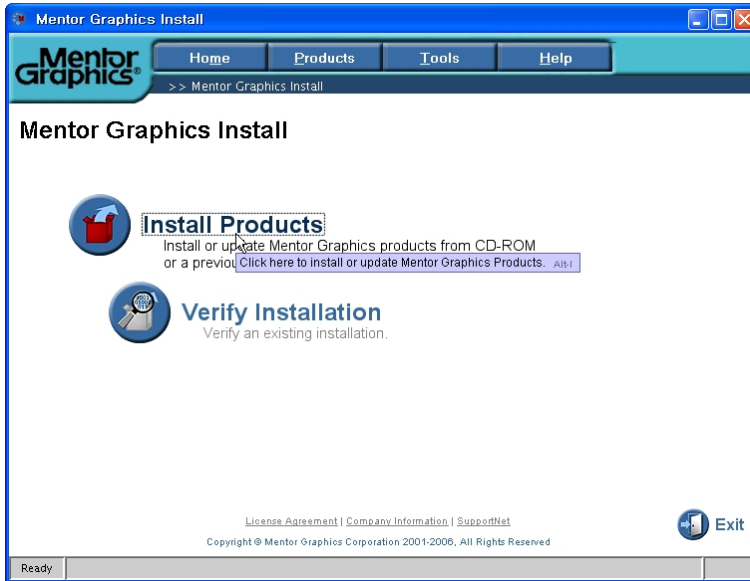 Mentor Graphics Install
Mentor Graphics®
Home Products Tools Help
>> Mentor Graphics Install
Mentor Graphics Install
Install Products
Install or update Mentor Graphics products from CD-ROM
or a previou
Click here to install or update Mentor Graphics Products. Alt-I
Verify Installation
Verify an existing installation.
License Agreement | Company Information | SupportNet
Copyright © Mentor Graphics Corporation 2001-2006, All Rights Reserved
Exit
Ready